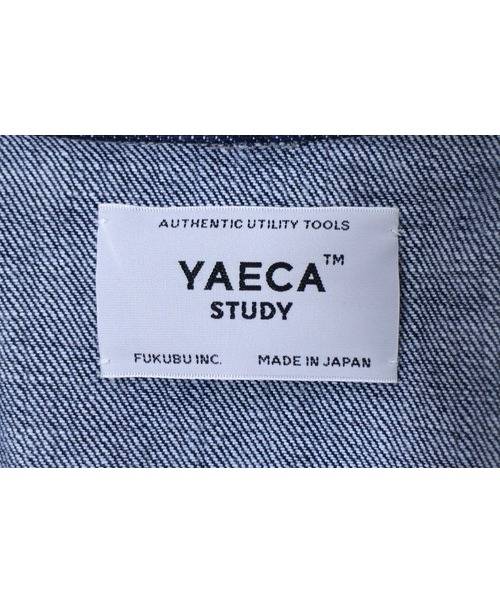 AUTHENTIC UTILITY TOOLS
YAECA™
STUDY
FUKUBU INC. MADE IN JAPAN